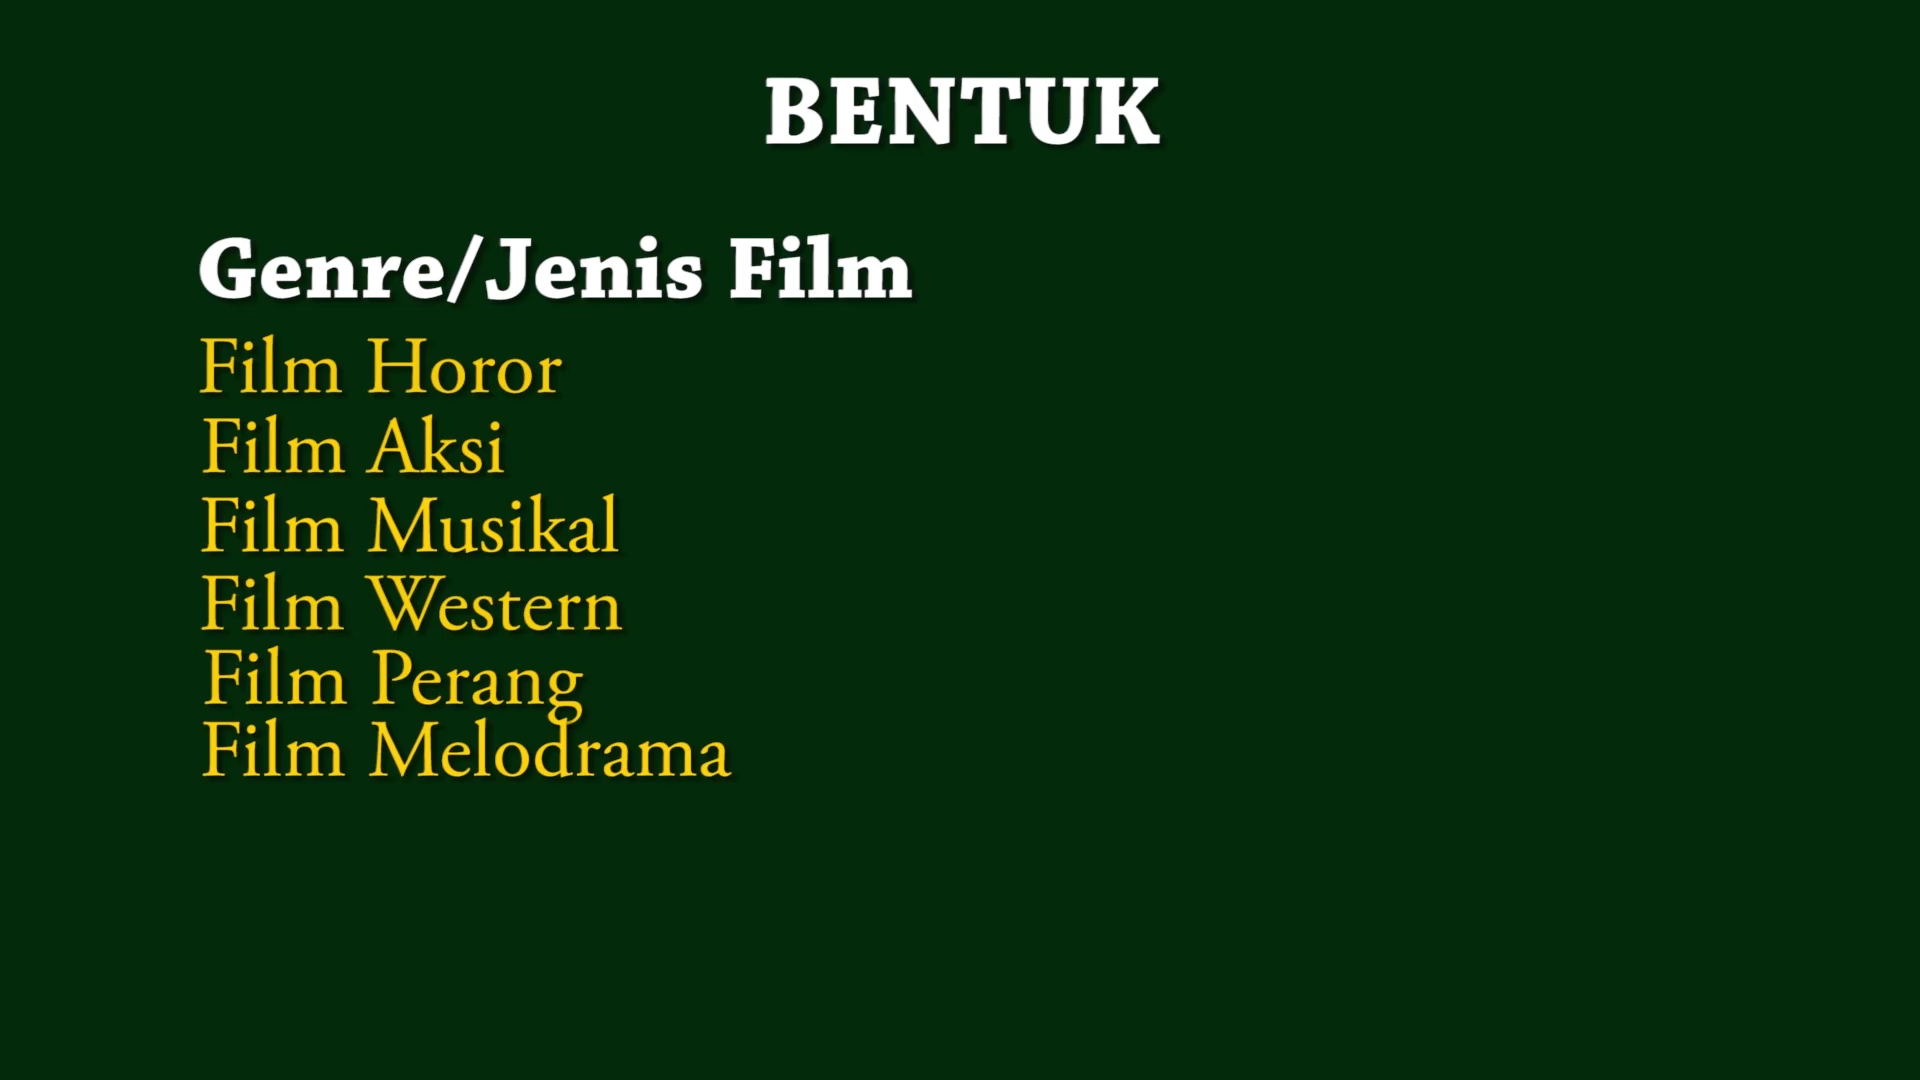 BENTUK
Genre/Jenis Film
Film Horor
Film Aksi
Film Musikal
Film Western
Film Perang
Film Melodrama